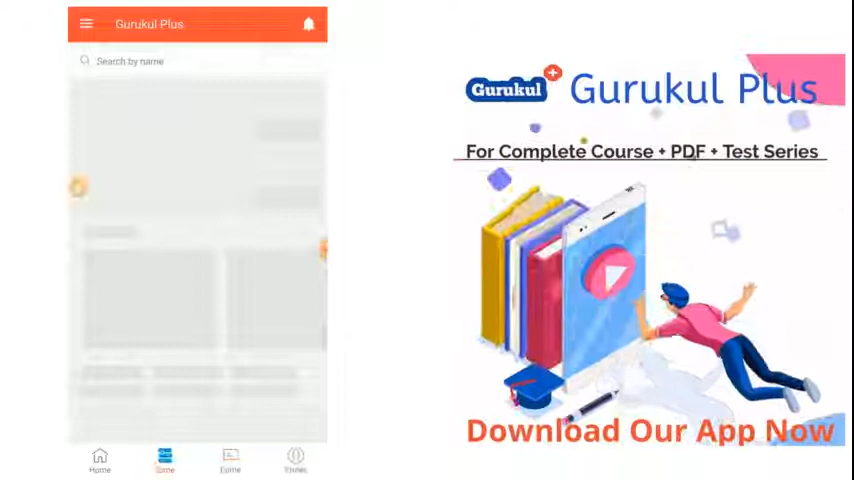 Gurukul Plus
Search by name
Home
Gurukul
Gurukul Plus
For Complete Course + PDF + Test Series
Download Our App Now